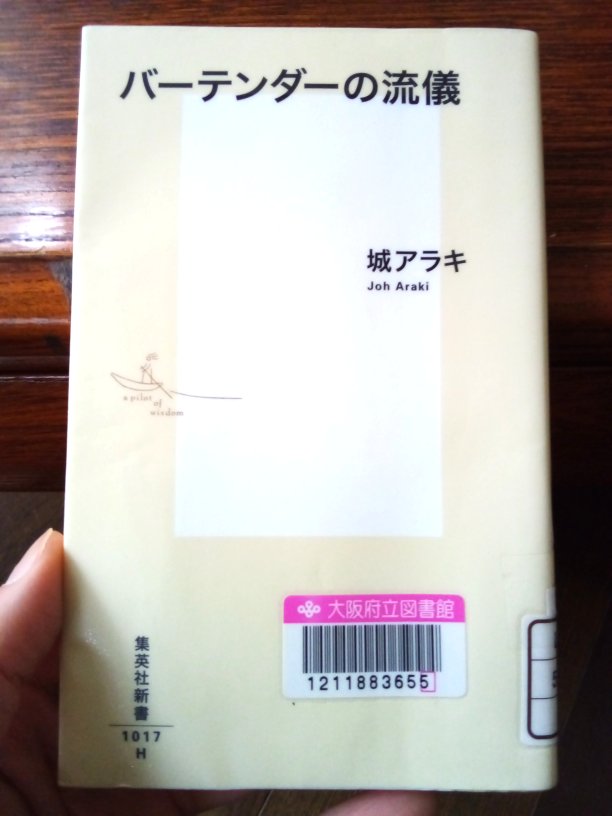 バーテンダーの流儀
城アラキ
Joh Araki
a pilot
of
wisdom
大阪府立図書館
1211883655
集英社新書
1017
H